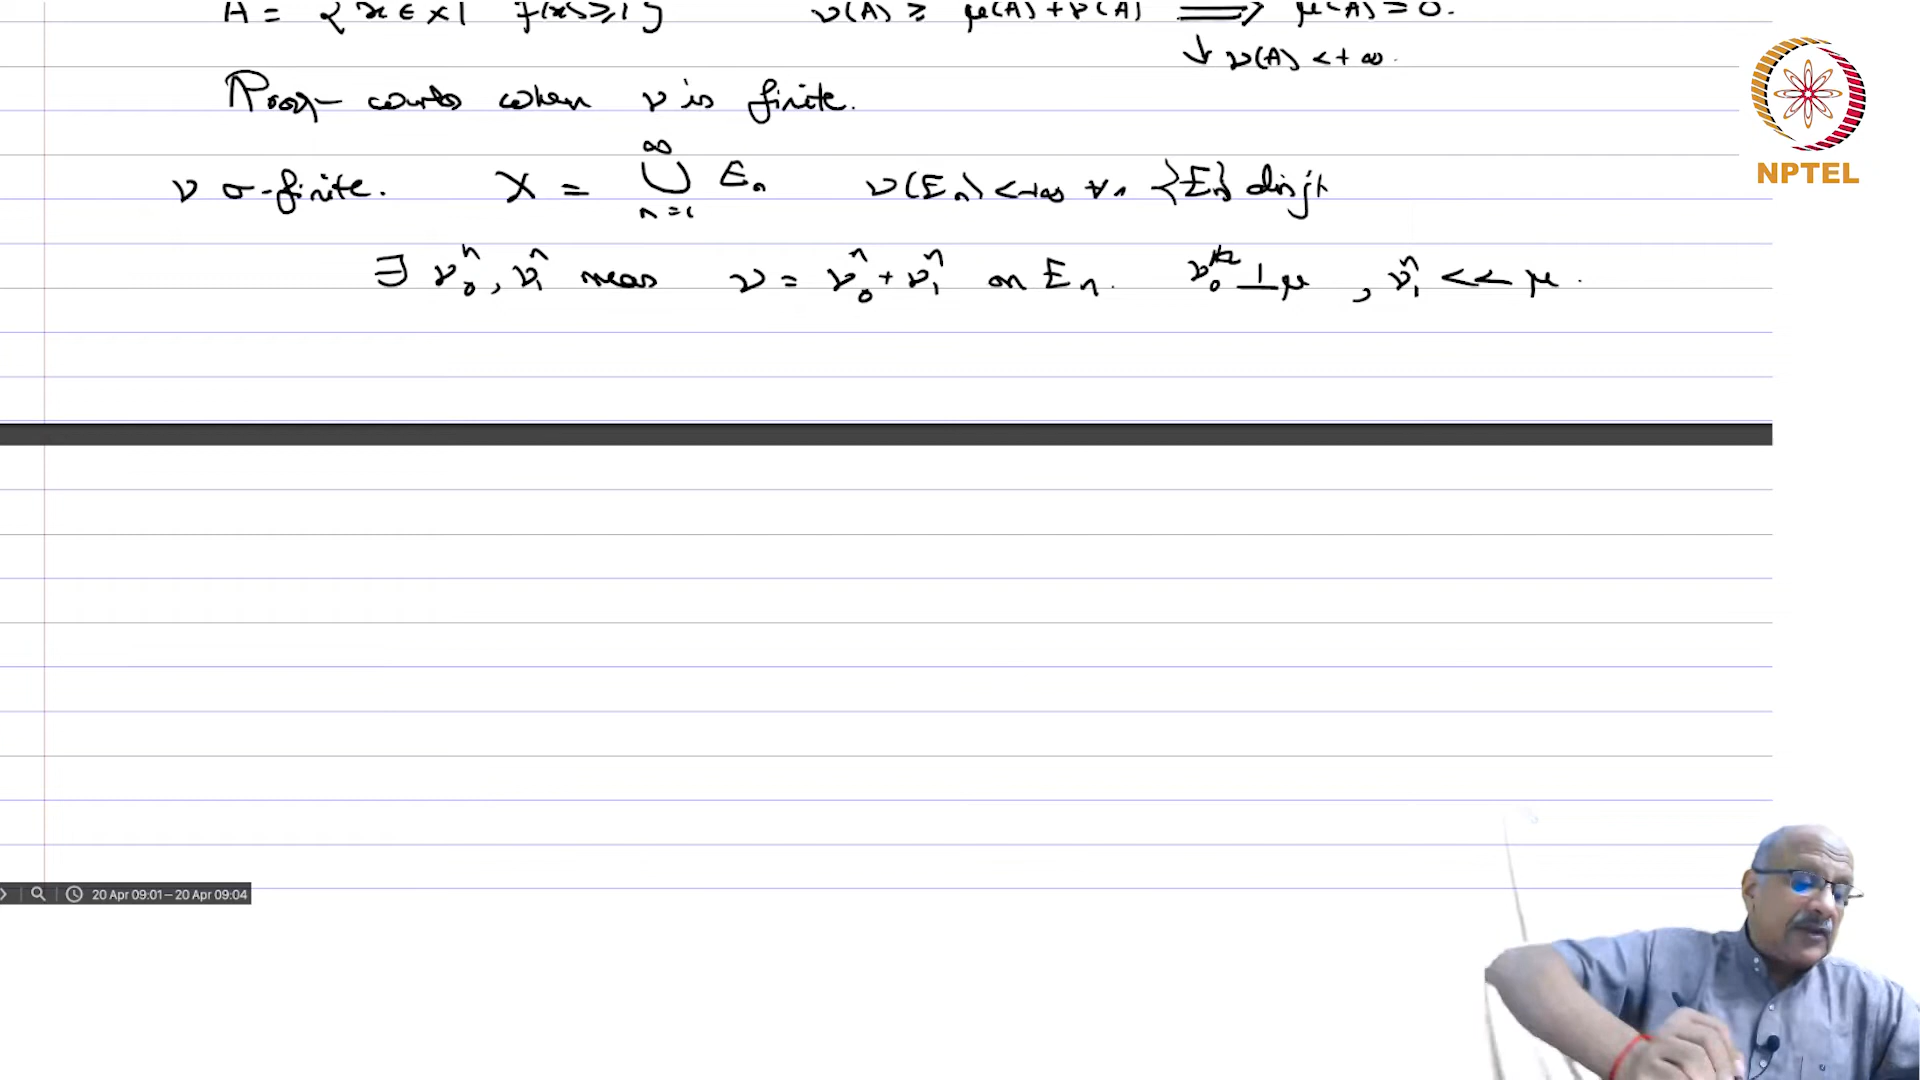 A = { x ∈ X | f(x) ≥ 1 } ν(A) ≥ μ(A) + ν(A) ⟹ μ(A) = 0.
↓ ν(A) < +∞.
Proof works when ν is finite.
ν σ-finite. X = ∞ ∪ n=1 E_n ν(E_n) < +∞ ∀n {E_n} disjt
∃ ν_0^n, ν_1^n meas ν = ν_0^n + ν_1^n on E_n. ν_0^n ⊥ μ, ν_1^n << μ.
NPTEL
20 Apr 09:01 – 20 Apr 09:04